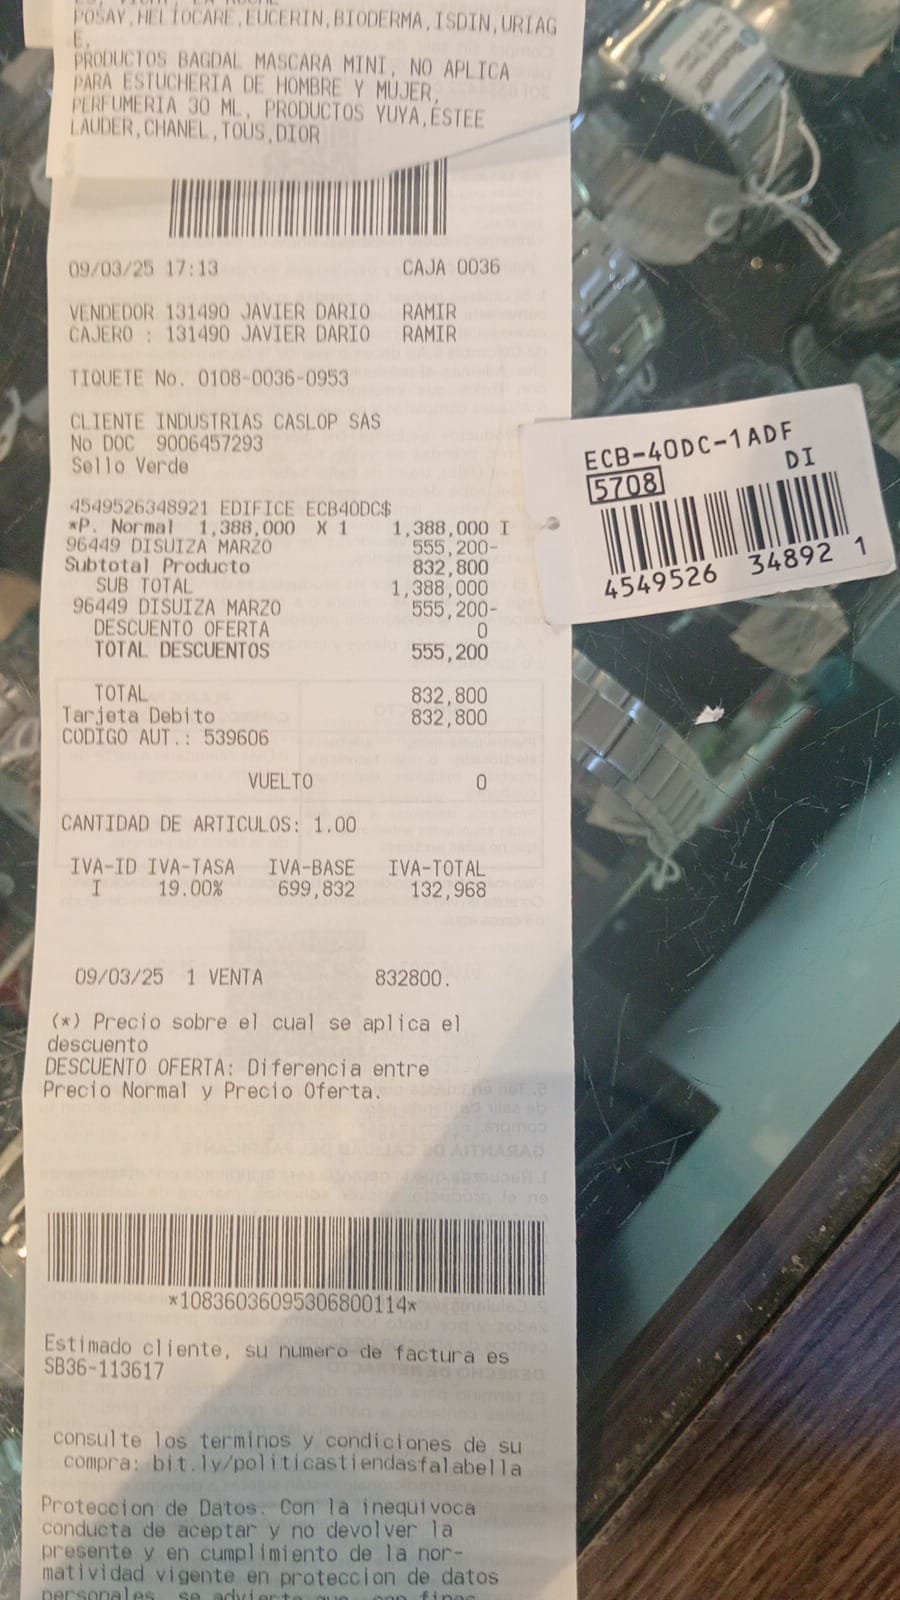 POSAY,HELIOCARE,EUCERIN,BIODERMA,ISDIN,URIAG
E.
PRODUCTOS BAGDAL MASCARA MINI, NO APLICA
PARA ESTUCHERIA DE HOMBRE Y MUJER,
PERFUMERIA 30 ML, PRODUCTOS YUYA,ESTEE
LAUDER,CHANEL,TOUS,DIOR
09/03/25 17:13 CAJA 0036
VENDEDOR 131490 JAVIER DARIO RAMIR
CAJERO : 131490 JAVIER DARIO RAMIR
TIQUETE No. 0108-0036-0953
CLIENTE INDUSTRIAS CASLOP SAS
No DOC 9006457293
Sello Verde
4549526348921 EDIFICE ECB40DC$
*P. Normal 1,388,000 X 1 1,388,000 I
96449 DISUIZA MARZO 555,200-
Subtotal Producto 832,800
SUB TOTAL 1,388,000
96449 DISUIZA MARZO 555,200-
DESCUENTO OFERTA 0
TOTAL DESCUENTOS 555,200
TOTAL 832,800
Tarjeta Debito 832,800
CODIGO AUT.: 539606
VUELTO 0
CANTIDAD DE ARTICULOS: 1.00
IVA-ID IVA-TASA IVA-BASE IVA-TOTAL
I 19.00% 699,832 132,968
09/03/25 1 VENTA 832800.
(*) Precio sobre el cual se aplica el
descuento
DESCUENTO OFERTA: Diferencia entre
Precio Normal y Precio Oferta.
*10836036095306800114*
Estimado cliente, su numero de factura es
SB36-113617
consulte los terminos y condiciones de su
compra: bit.ly/politicastiendasfalabella
Proteccion de Datos. Con la inequivoca
conducta de aceptar y no devolver la
presente y en cumplimiento de la nor-
matividad vigente en proteccion de datos
personales, se advierte que, con fines
ECB-40DC-1ADF
DI
5708
4549526 34892 1